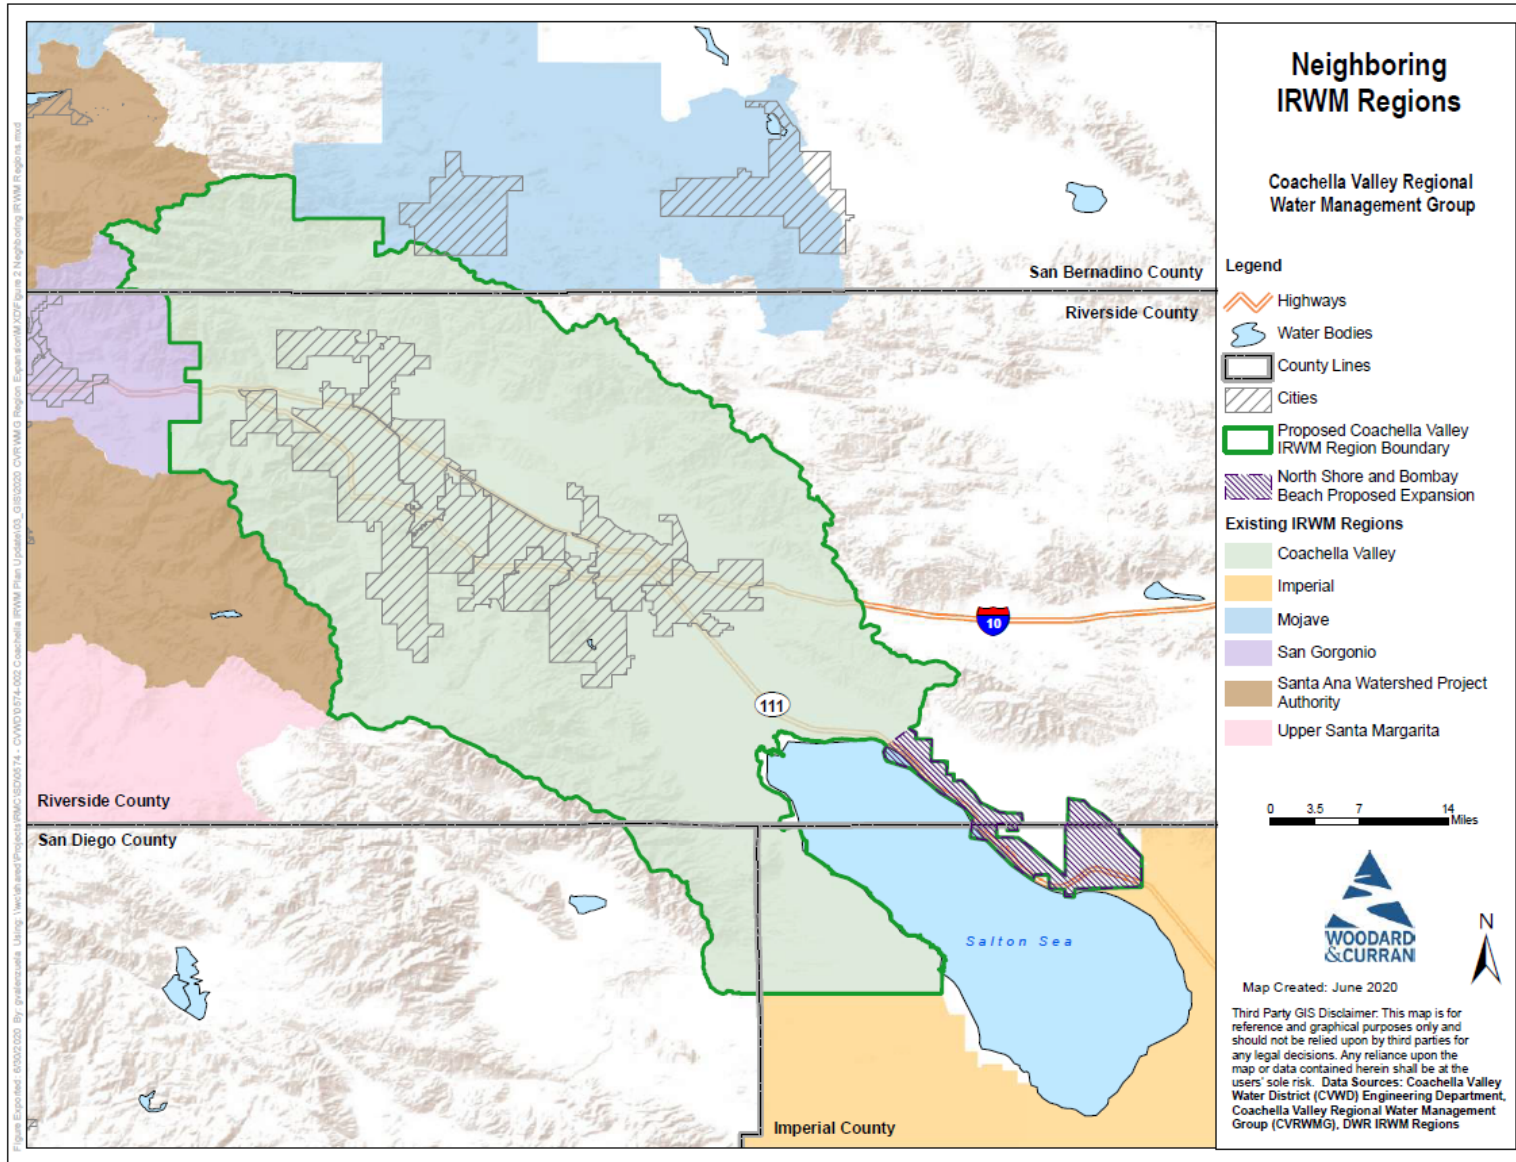 Neighboring
IRWM Regions
Coachella Valley Regional
Water Management Group
Legend
Highways
Water Bodies
County Lines
Cities
Proposed Coachella Valley
IRWM Region Boundary
North Shore and Bombay
Beach Proposed Expansion
Existing IRWM Regions
Coachella Valley
Imperial
Mojave
San Gorgonio
Santa Ana Watershed Project
Authority
Upper Santa Margarita
0 3.5 7 14
Miles
WOODARD
&CURRAN
N
Map Created: June 2020
Third Party GIS Disclaimer: This map is for
reference and graphical purposes only and
should not be relied upon by third parties for
any legal decisions. Any reliance upon the
map or data contained herein shall be at the
users' sole risk. Data Sources: Coachella Valley
Water District (CVWD) Engineering Department,
Coachella Valley Regional Water Management
Group (CVRWMG), DWR IRWM Regions
San Bernadino County
Riverside County
10
111
Riverside County
San Diego County
Salton Sea
Imperial County